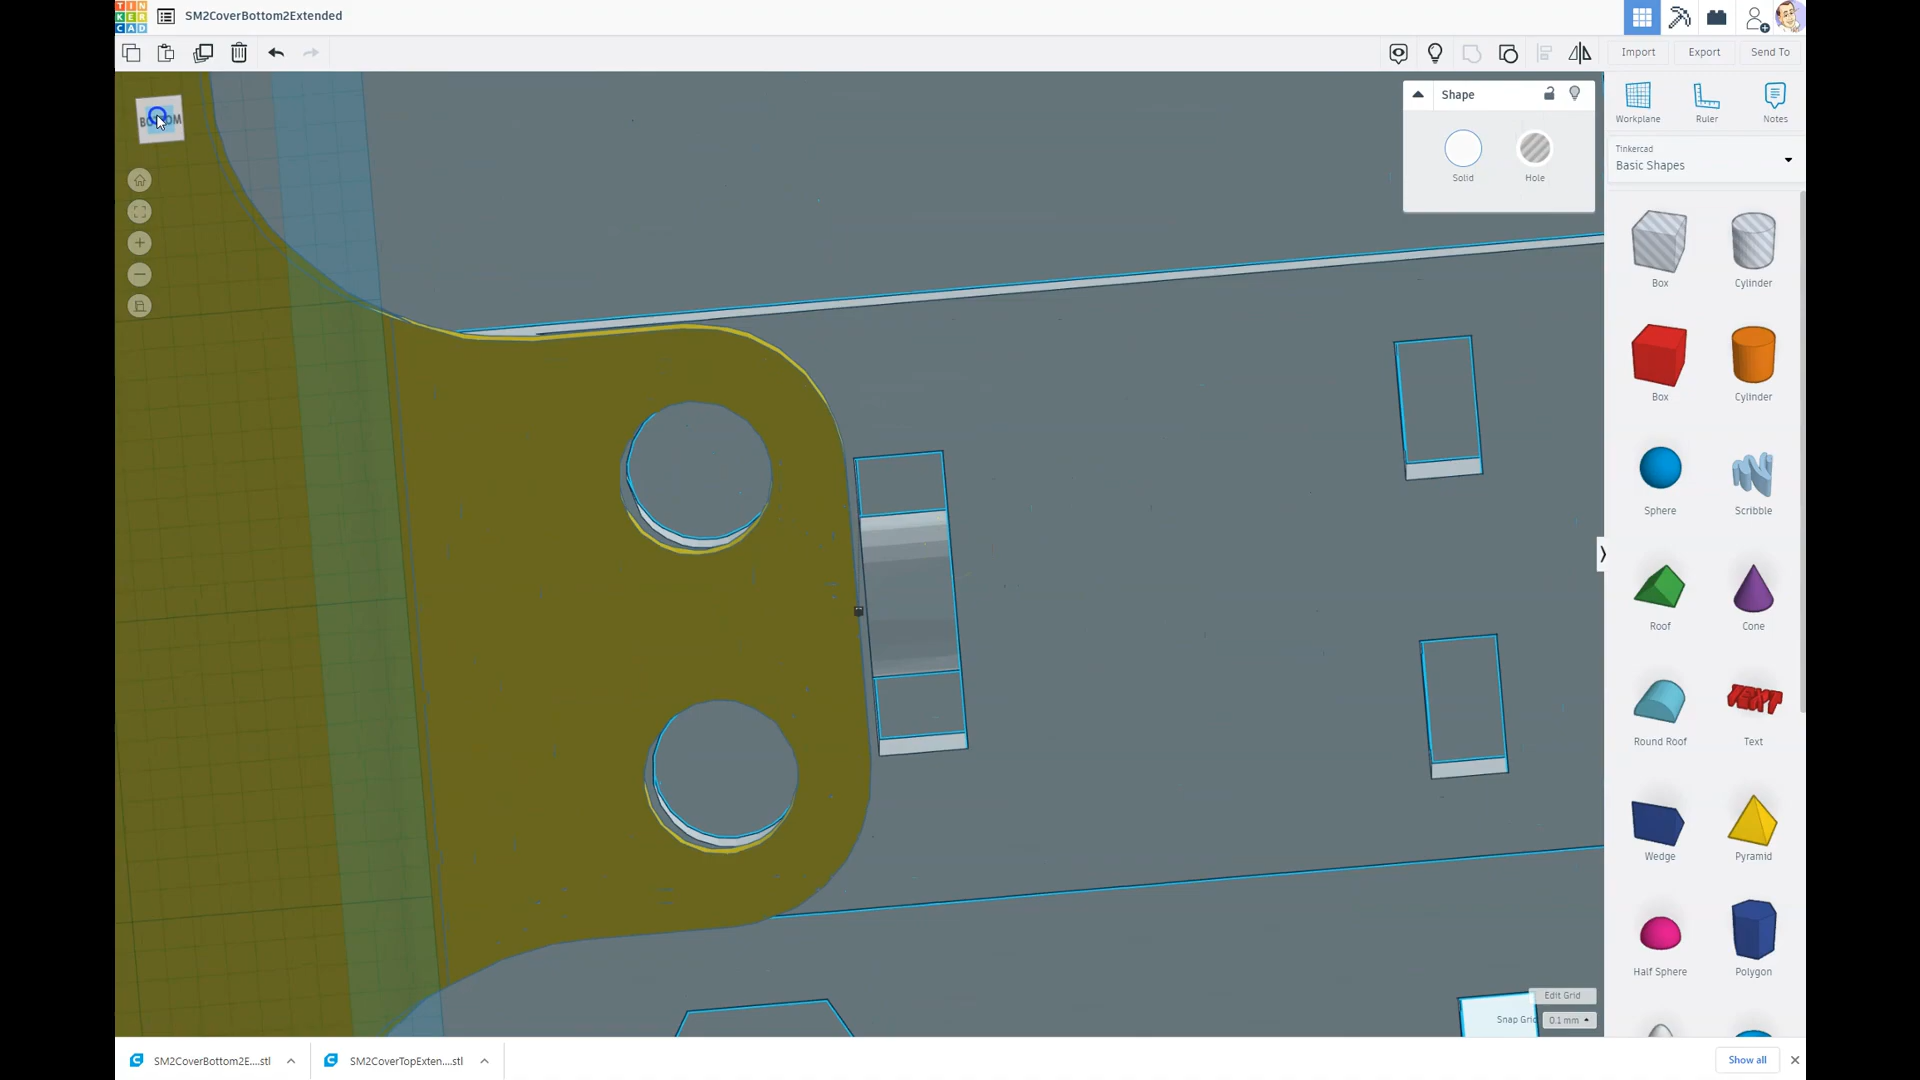 TIN
KER
CAD
SM2CoverBottom2Extended
Import
Export
Send To
BOTTOM
Shape
Solid
Hole
Workplane
Ruler
Notes
Tinkercad
Basic Shapes
Box
Cylinder
Box
Cylinder
Sphere
Scribble
Roof
Cone
Round Roof
TEXT
Text
Wedge
Pyramid
Half Sphere
Polygon
Edit Grid
Snap Grid
0.1 mm
SM2CoverBottom2E....stl
SM2CoverTopExten....stl
Show all